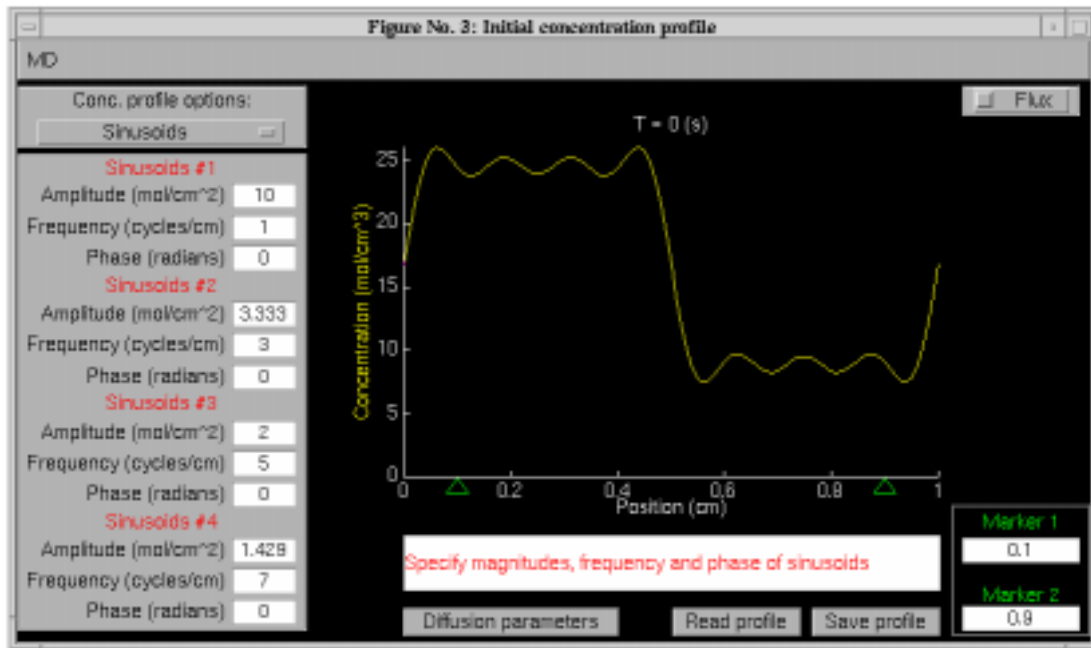 Figure No. 3: Initial concentration profile
MD
Conc. profile options:
Sinusoids
Flux
Sinusoids #1
Amplitude (mol/cm^2) 10
Frequency (cycles/cm) 1
Phase (radians) 0
Sinusoids #2
Amplitude (mol/cm^2) 3.333
Frequency (cycles/cm) 3
Phase (radians) 0
Sinusoids #3
Amplitude (mol/cm^2) 2
Frequency (cycles/cm) 5
Phase (radians) 0
Sinusoids #4
Amplitude (mol/cm^2) 1.429
Frequency (cycles/cm) 7
Phase (radians) 0
T = 0 (s)
Concentration (mol/cm^3)
25
20
15
10
5
0
0 0.2 0.4 0.6 0.8 1
Position (cm)
Specify magnitudes, frequency and phase of sinusoids
Diffusion parameters Read profile Save profile
Marker 1
0.1
Marker 2
0.9